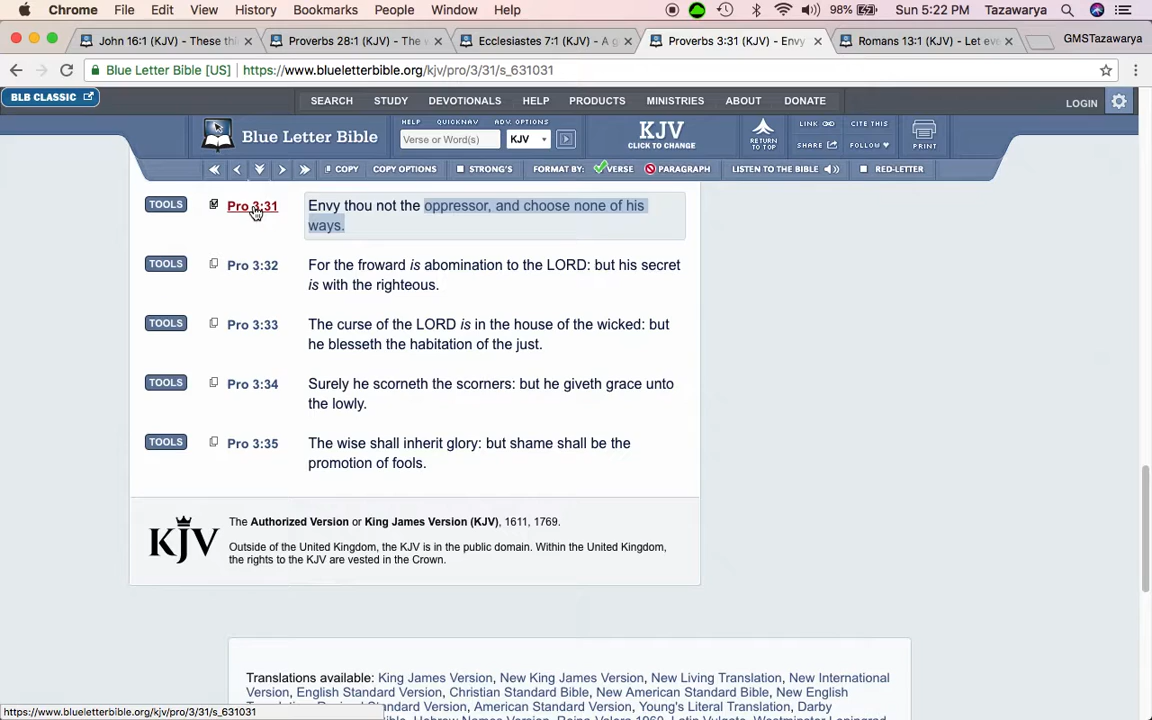 Chrome File Edit View History Bookmarks People Window Help 98% Sun 5:22 PM Tazawarya
John 16:1 (KJV) - These thi Proverbs 28:1 (KJV) - The w Ecclesiastes 7:1 (KJV) - A g Proverbs 3:31 (KJV) - Envy Romans 13:1 (KJV) - Let eve GMSTazawarya
Blue Letter Bible [US] https://www.blueletterbible.org/kjv/pro/3/31/s_631031
BLB CLASSIC SEARCH STUDY DEVOTIONALS HELP PRODUCTS MINISTRIES ABOUT DONATE LOGIN
HELP QUICKNAV ADV. OPTIONS
Blue Letter Bible Verse or Word(s) KJV KJV CLICK TO CHANGE RETURN TO TOP LINK CITE THIS SHARE FOLLOW PRINT
COPY COPY OPTIONS STRONG'S FORMAT BY: VERSE PARAGRAPH LISTEN TO THE BIBLE RED-LETTER
TOOLS Pro 3:31 Envy thou not the oppressor, and choose none of his
ways.
TOOLS Pro 3:32 For the froward is abomination to the LORD: but his secret
is with the righteous.
TOOLS Pro 3:33 The curse of the LORD is in the house of the wicked: but
he blesseth the habitation of the just.
TOOLS Pro 3:34 Surely he scorneth the scorners: but he giveth grace unto
the lowly.
TOOLS Pro 3:35 The wise shall inherit glory: but shame shall be the
promotion of fools.
KJV
The Authorized Version or King James Version (KJV), 1611, 1769.
Outside of the United Kingdom, the KJV is in the public domain. Within the United Kingdom,
the rights to the KJV are vested in the Crown.
Translations available: King James Version, New King James Version, New Living Translation, New International
Version, English Standard Version, Christian Standard Bible, New American Standard Bible, New English
Translation, Revised Standard Version, American Standard Version, Young's Literal Translation, Darby
https://www.blueletterbible.org/kjv/pro/3/31/s_631031